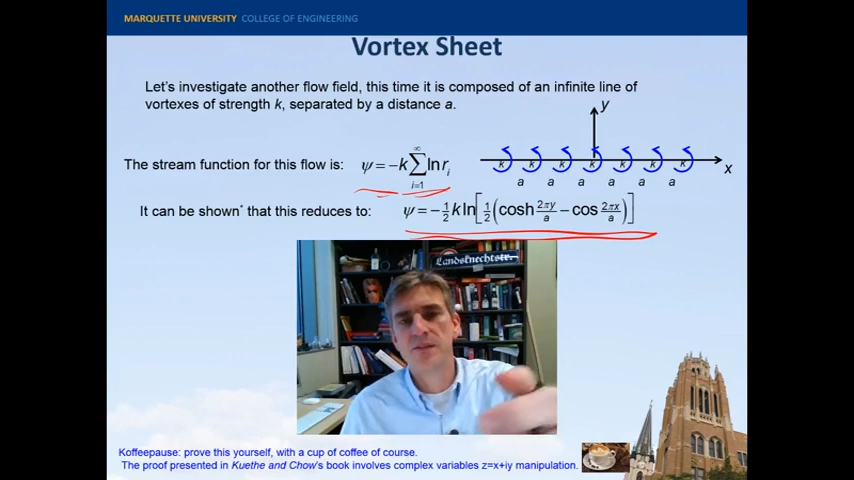 MARQUETTE UNIVERSITY COLLEGE OF ENGINEERING
Vortex Sheet
Let's investigate another flow field, this time it is composed of an infinite line of
vortexes of strength k, separated by a distance a.
y
k k k k k k k
x
a a a a a a
The stream function for this flow is: ψ = −k∑_{i=1}^{∞} ln r_i
It can be shown* that this reduces to: ψ = −½ k ln[½(cosh 2πy/a − cos 2πx/a)]
Landsknechtstr.
Koffeepause: prove this yourself, with a cup of coffee of course.
The proof presented in Kuethe and Chow's book involves complex variables z=x+iy manipulation.